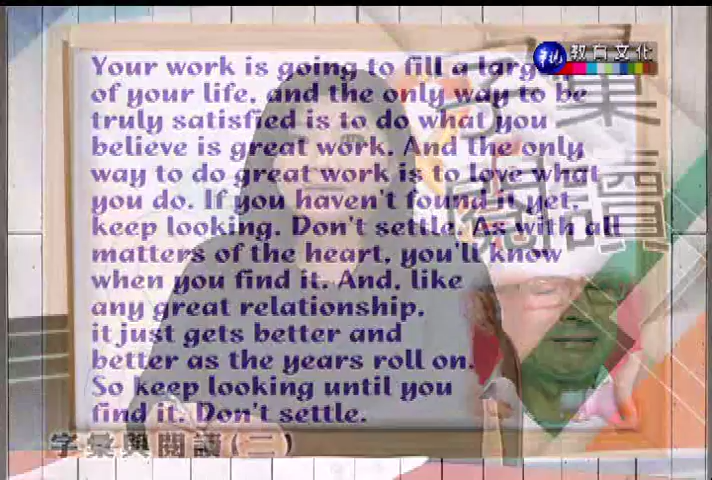 華視
教育文化
Your work is going to fill a larg
of your life, and the only way to be
truly satisfied is to do what you
believe is great work. And the only
way to do great work is to love what
you do. If you haven't found it yet,
keep looking. Don't settle. As with all
matters of the heart, you'll know
when you find it. And, like
any great relationship,
it just gets better and
better as the years roll on.
So keep looking until you
find it. Don't settle.
字彙與閱讀(二)